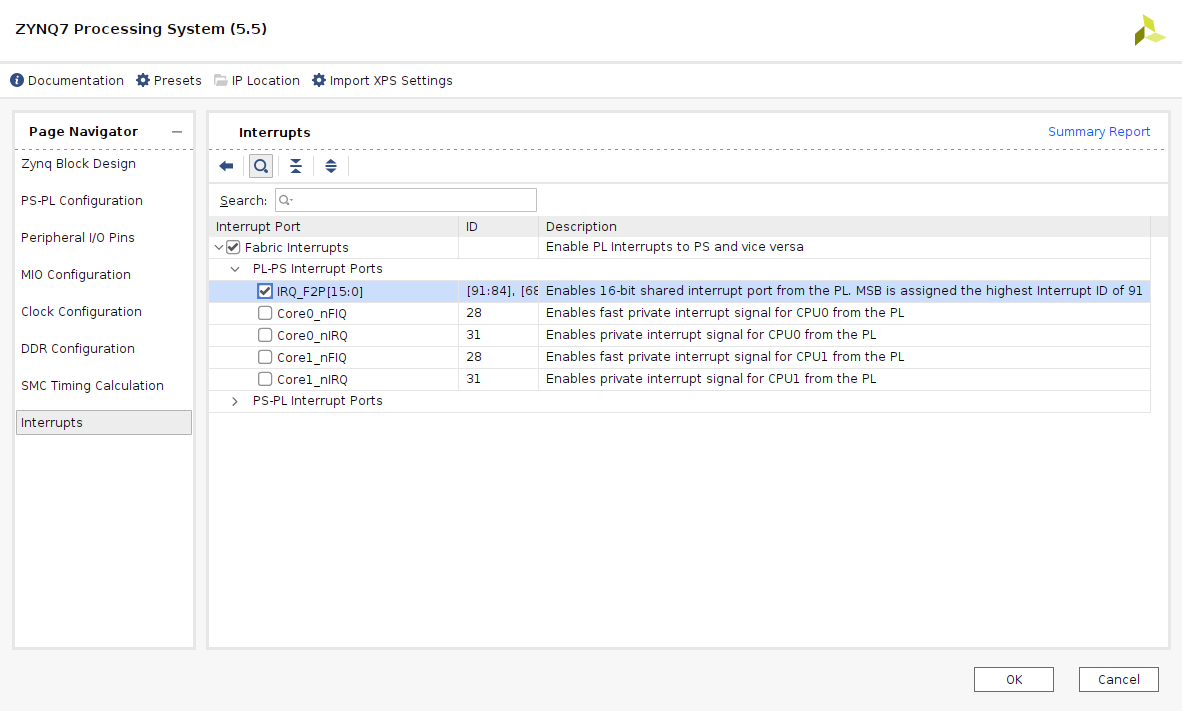 ZYNQ7 Processing System (5.5)
Documentation Presets IP Location Import XPS Settings
Page Navigator
Zynq Block Design
PS-PL Configuration
Peripheral I/O Pins
MIO Configuration
Clock Configuration
DDR Configuration
SMC Timing Calculation
Interrupts
Interrupts Summary Report
Search:
Interrupt Port ID Description
Fabric Interrupts Enable PL Interrupts to PS and vice versa
PL-PS Interrupt Ports
IRQ_F2P[15:0] [91:84], [68 Enables 16-bit shared interrupt port from the PL. MSB is assigned the highest Interrupt ID of 91
Core0_nFIQ 28 Enables fast private interrupt signal for CPU0 from the PL
Core0_nIRQ 31 Enables private interrupt signal for CPU0 from the PL
Core1_nFIQ 28 Enables fast private interrupt signal for CPU1 from the PL
Core1_nIRQ 31 Enables private interrupt signal for CPU1 from the PL
PS-PL Interrupt Ports
OK Cancel